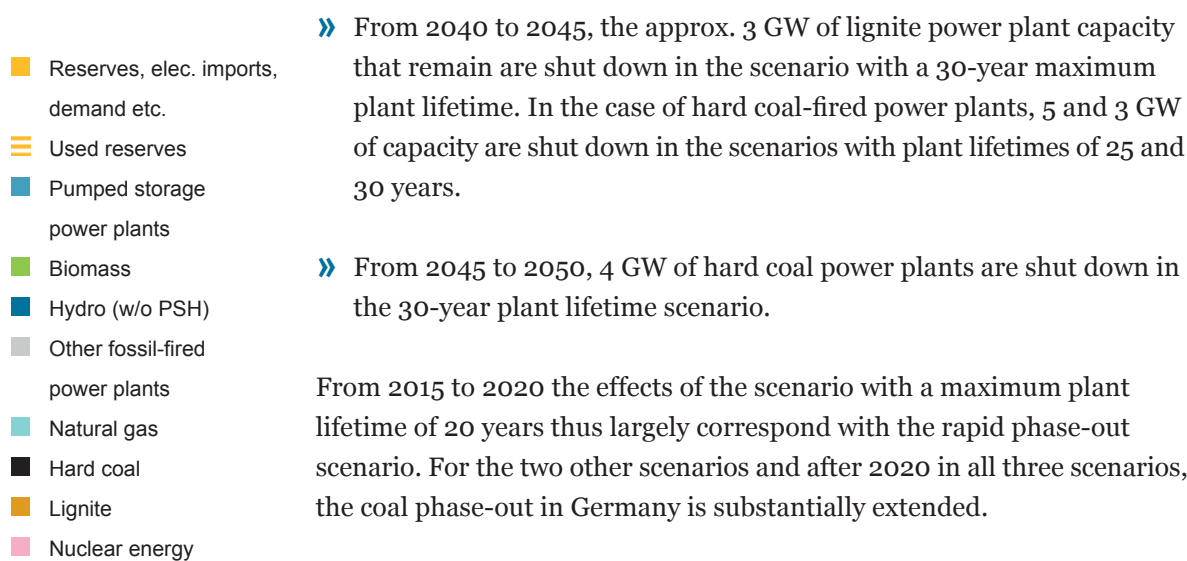 Reserves, elec. imports,
demand etc.
Used reserves
Pumped storage
power plants
Biomass
Hydro (w/o PSH)
Other fossil-fired
power plants
Natural gas
Hard coal
Lignite
Nuclear energy
» From 2040 to 2045, the approx. 3 GW of lignite power plant capacity
that remain are shut down in the scenario with a 30-year maximum
plant lifetime. In the case of hard coal-fired power plants, 5 and 3 GW
of capacity are shut down in the scenarios with plant lifetimes of 25 and
30 years.
» From 2045 to 2050, 4 GW of hard coal power plants are shut down in
the 30-year plant lifetime scenario.
From 2015 to 2020 the effects of the scenario with a maximum plant
lifetime of 20 years thus largely correspond with the rapid phase-out
scenario. For the two other scenarios and after 2020 in all three scenarios,
the coal phase-out in Germany is substantially extended.